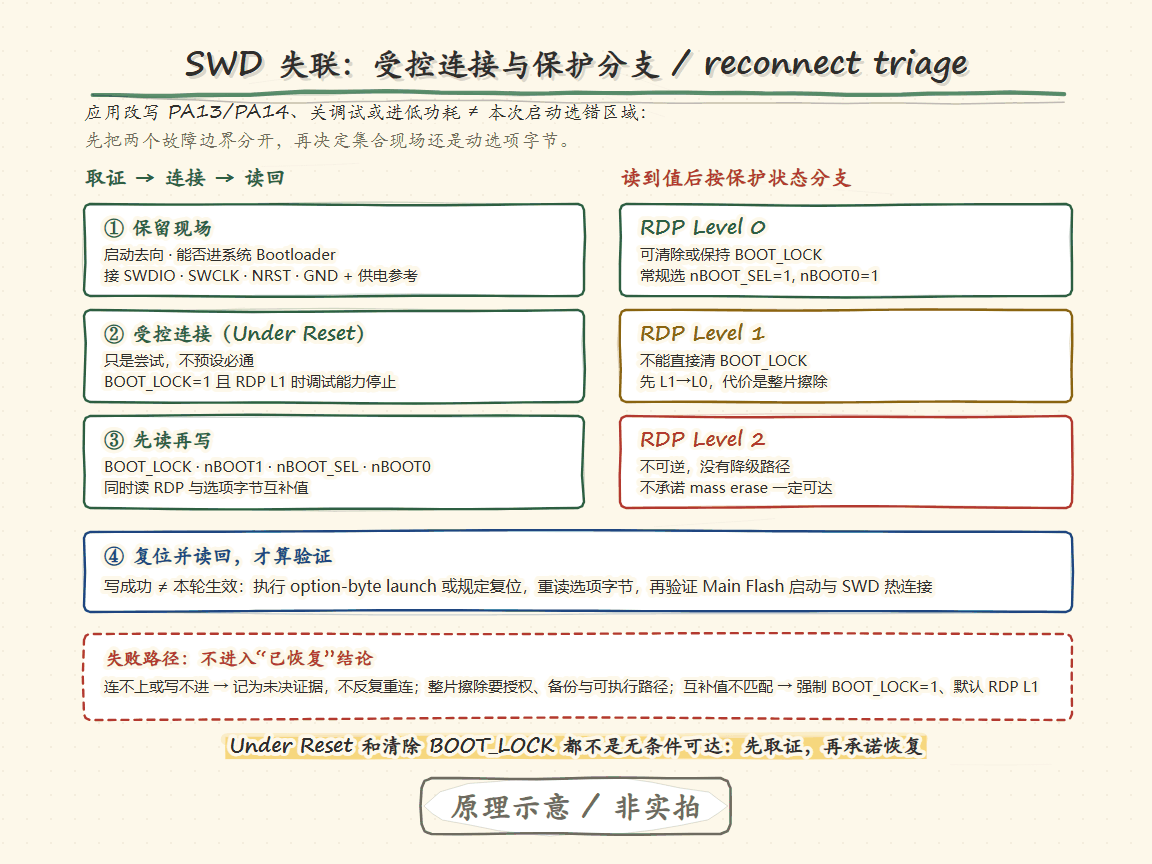 SWD 失联：受控连接与保护分支 / reconnect triage
应用改写 PA13/PA14、关调试或进低功耗 ≠ 本次启动选错区域：
先把两个故障边界分开，再决定集合现场还是动选项字节。
取证 → 连接 → 读回
① 保留现场
启动去向 · 能否进系统 Bootloader
接 SWDIO · SWCLK · NRST · GND + 供电参考
② 受控连接（Under Reset）
只是尝试，不预设必通
BOOT_LOCK=1 且 RDP L1 时调试能力停止
③ 先读再写
BOOT_LOCK · nBOOT1 · nBOOT_SEL · nBOOT0
同时读 RDP 与选项字节互补值
读到值后按保护状态分支
RDP Level 0
可清除或保持 BOOT_LOCK
常规选 nBOOT_SEL=1, nBOOT0=1
RDP Level 1
不能直接清 BOOT_LOCK
先 L1→L0，代价是整片擦除
RDP Level 2
不可逆，没有降级路径
不承诺 mass erase 一定可达
④ 复位并读回，才算验证
写成功 ≠ 本轮生效：执行 option-byte launch 或规定复位，重读选项字节，再验证 Main Flash 启动与 SWD 热连接
失败路径：不进入“已恢复”结论
连不上或写不进 → 记为未决证据，不反复重连；整片擦除要授权、备份与可执行路径；互补值不匹配 → 强制 BOOT_LOCK=1、默认 RDP L1
Under Reset 和清除 BOOT_LOCK 都不是无条件可达：先取证，再承诺恢复
原理示意 / 非实拍